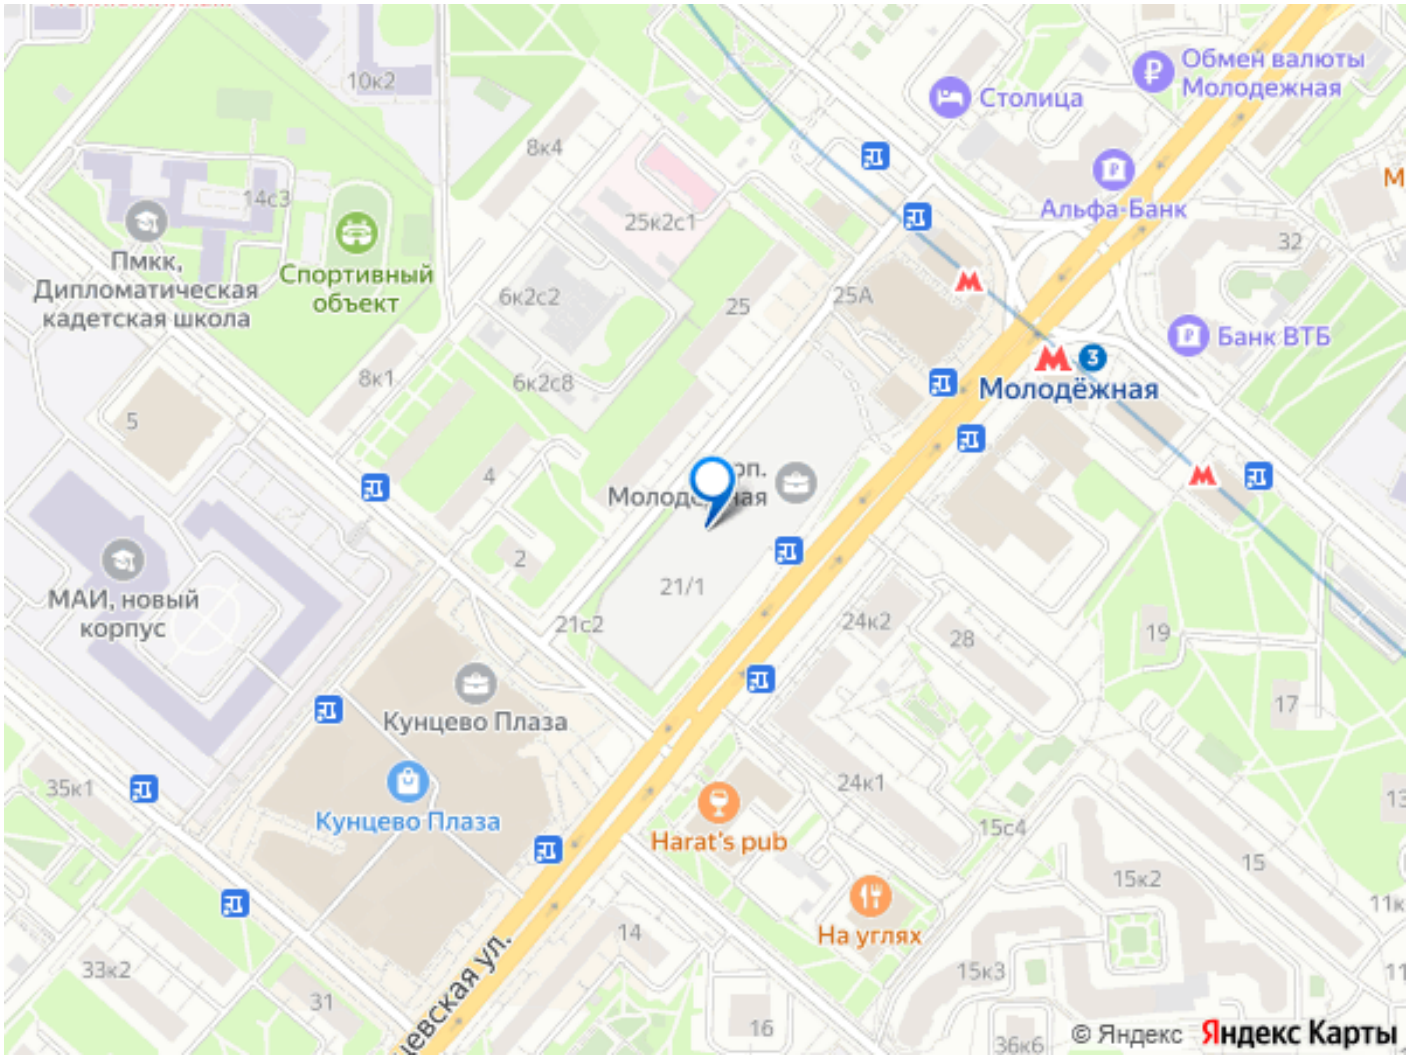 10к2
Обмен валюты
Молодежная
Столица
8к4
Альфа-Банк
14с3
25к2с1
32
Пмкк,
Дипломатическая
кадетская школа
Спортивный
объект
6к2с2
25А
25
Банк ВТБ
3
Молодёжная
8к1
6к2с8
5
4
2
21/1
МАИ, новый
корпус
21с2
24к2
28
19
17
Кунцево Плаза
Кунцево Плаза
35к1
24к1
Harat's pub
15с4
15
15к2
На углях
14
33к2
15к3
31
16
36к6
© Яндекс
Яндекс Карты